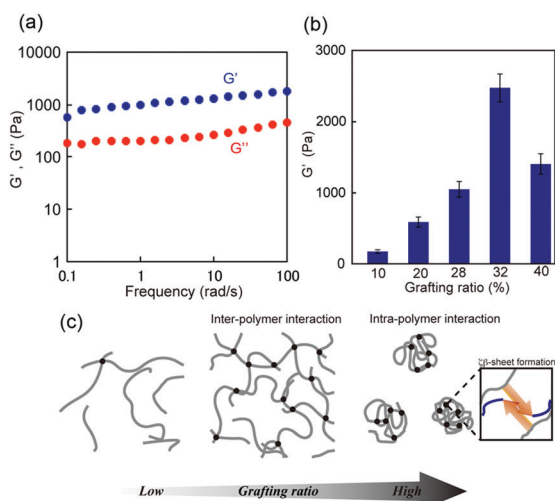 (a)
10000
1000
100
10
1
G', G'' (Pa)
G'
G''
0.1
1
10
100
Frequency (rad/s)
(b)
3000
2000
1000
0
G' (Pa)
10
20
28
32
40
Grafting ratio (%)
(c)
Inter-polymer interaction
Intra-polymer interaction
β-sheet formation
Low
Grafting ratio
High